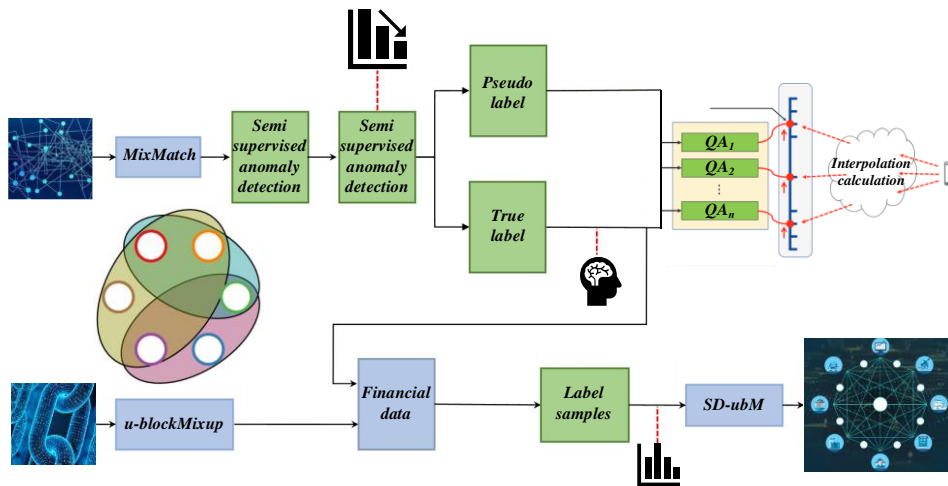 MixMatch
Semi
supervised
anomaly
detection
Semi
supervised
anomaly
detection
Pseudo
label
True
label
QA1
QA2
⋮
QAn
Interpolation
calculation
u-blockMixup
Financial
data
Label
samples
SD-ubM